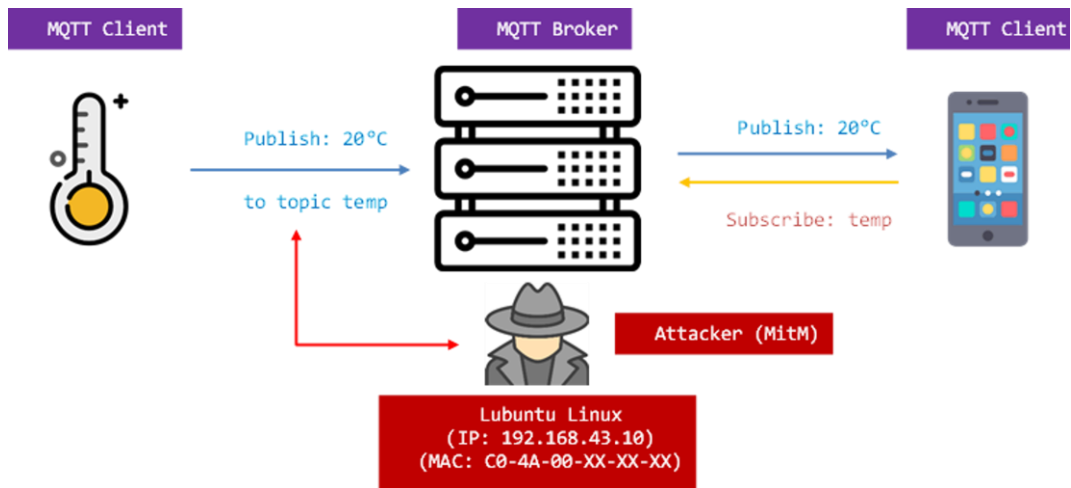 MQTT Client
MQTT Broker
MQTT Client
Publish: 20°C
to topic temp
Publish: 20°C
Subscribe: temp
Attacker (MitM)
Lubuntu Linux
(IP: 192.168.43.10)
(MAC: C0-4A-00-XX-XX-XX)